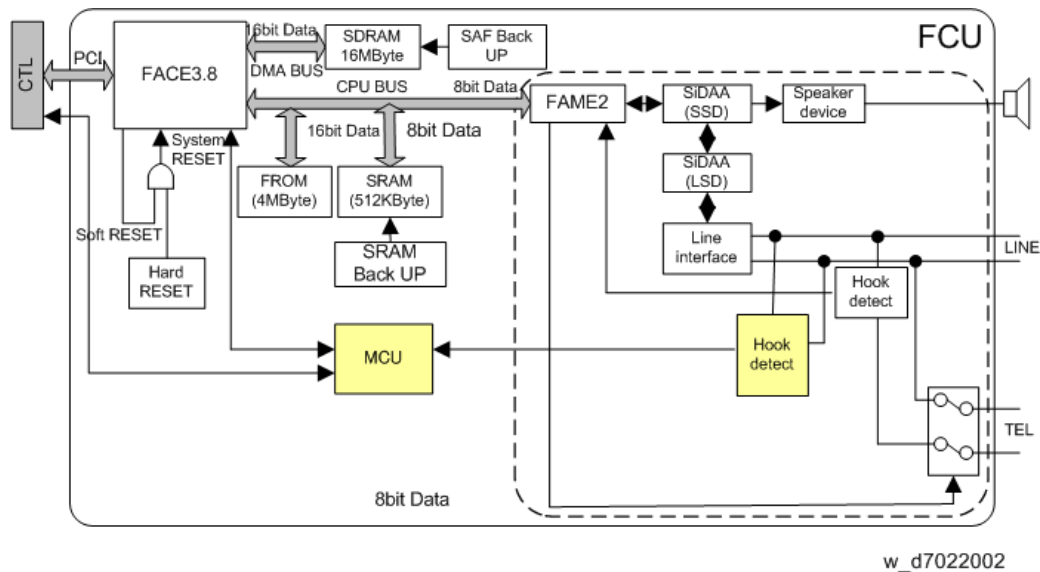 FCU
CTL
PCI
FACE3.8
16bit Data
DMA BUS
SDRAM
16MByte
SAF Back
UP
CPU BUS
8bit Data
FAME2
SiDAA
(SSD)
Speaker
device
16bit Data
8bit Data
System
RESET
FROM
(4MByte)
SRAM
(512KByte)
SiDAA
(LSD)
Soft RESET
Hard
RESET
SRAM
Back UP
Line
interface
LINE
Hook
detect
MCU
Hook
detect
TEL
8bit Data
w_d7022002